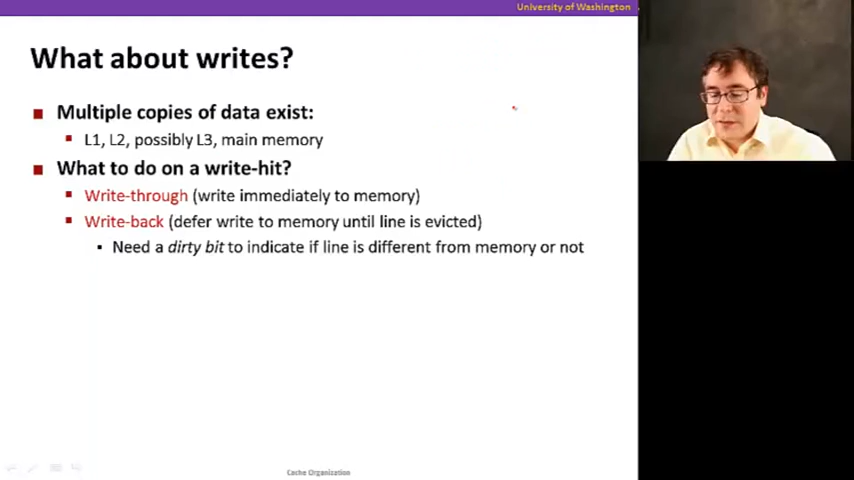 University of Washington
What about writes?
Multiple copies of data exist:
L1, L2, possibly L3, main memory
What to do on a write-hit?
Write-through (write immediately to memory)
Write-back (defer write to memory until line is evicted)
Need a dirty bit to indicate if line is different from memory or not
Cache Organization